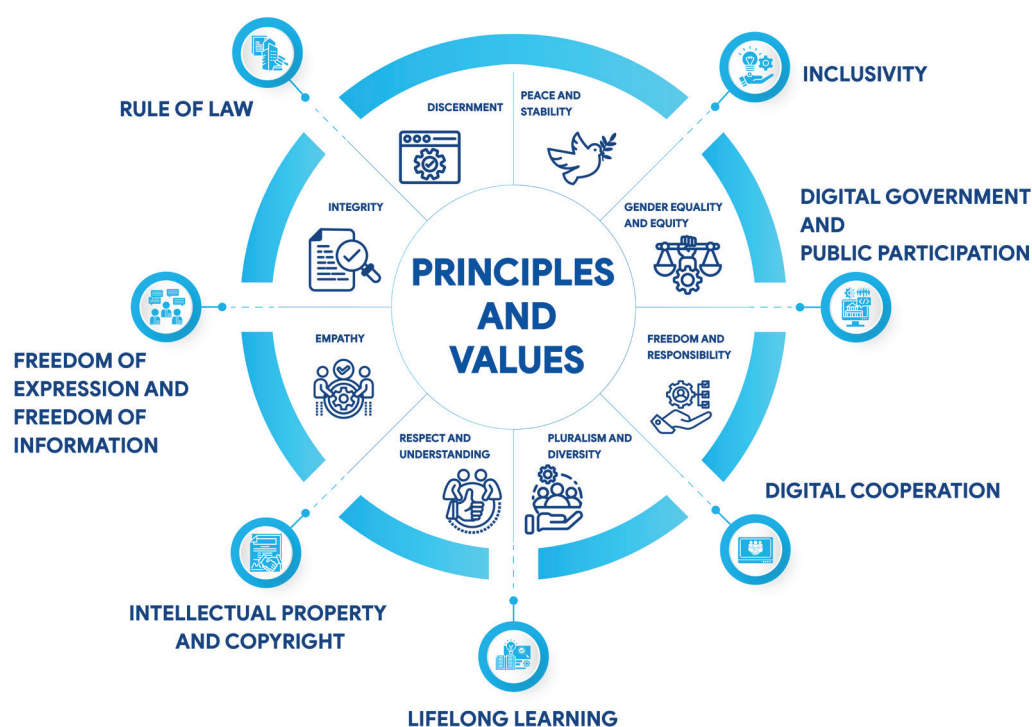 RULE OF LAW
INCLUSIVITY
DISCERNMENT
PEACE AND
STABILITY
INTEGRITY
GENDER EQUALITY
AND EQUITY
DIGITAL GOVERNMENT
AND
PUBLIC PARTICIPATION
PRINCIPLES
AND
VALUES
EMPATHY
FREEDOM AND
RESPONSIBILITY
FREEDOM OF
EXPRESSION AND
FREEDOM OF
INFORMATION
RESPECT AND
UNDERSTANDING
PLURALISM AND
DIVERSITY
DIGITAL COOPERATION
INTELLECTUAL PROPERTY
AND COPYRIGHT
LIFELONG LEARNING